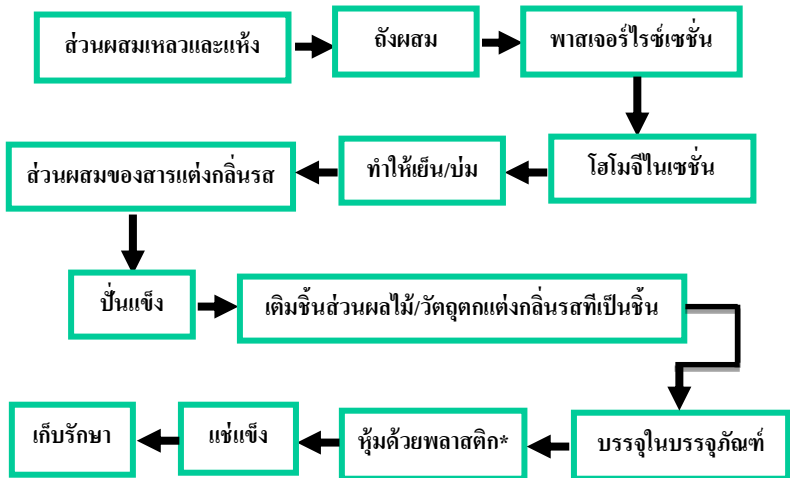 ส่วนผสมเหลวและแห้ง
ถังผสม
พาสเจอร์ไรซ์เซชั่น
โฮโมจีไนเซชั่น
ทำให้เย็น/บ่ม
ส่วนผสมของสารแต่งกลิ่นรส
ปั่นแข็ง
เติมชิ้นส่วนผลไม้/วัตถุตกแต่งกลิ่นรสที่เป็นชิ้น
บรรจุในบรรจุภัณฑ์
หุ้มด้วยพลาสติก*
แช่แข็ง
เก็บรักษา